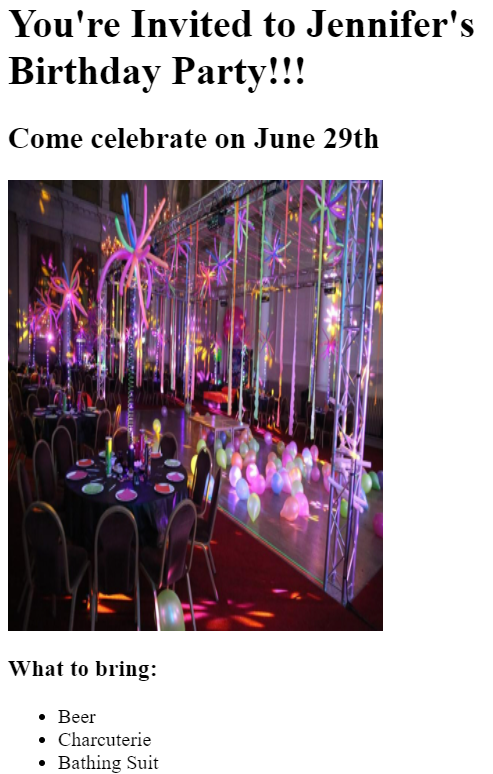 You're Invited to Jennifer's
Birthday Party!!!
Come celebrate on June 29th
What to bring:
Beer
Charcuterie
Bathing Suit